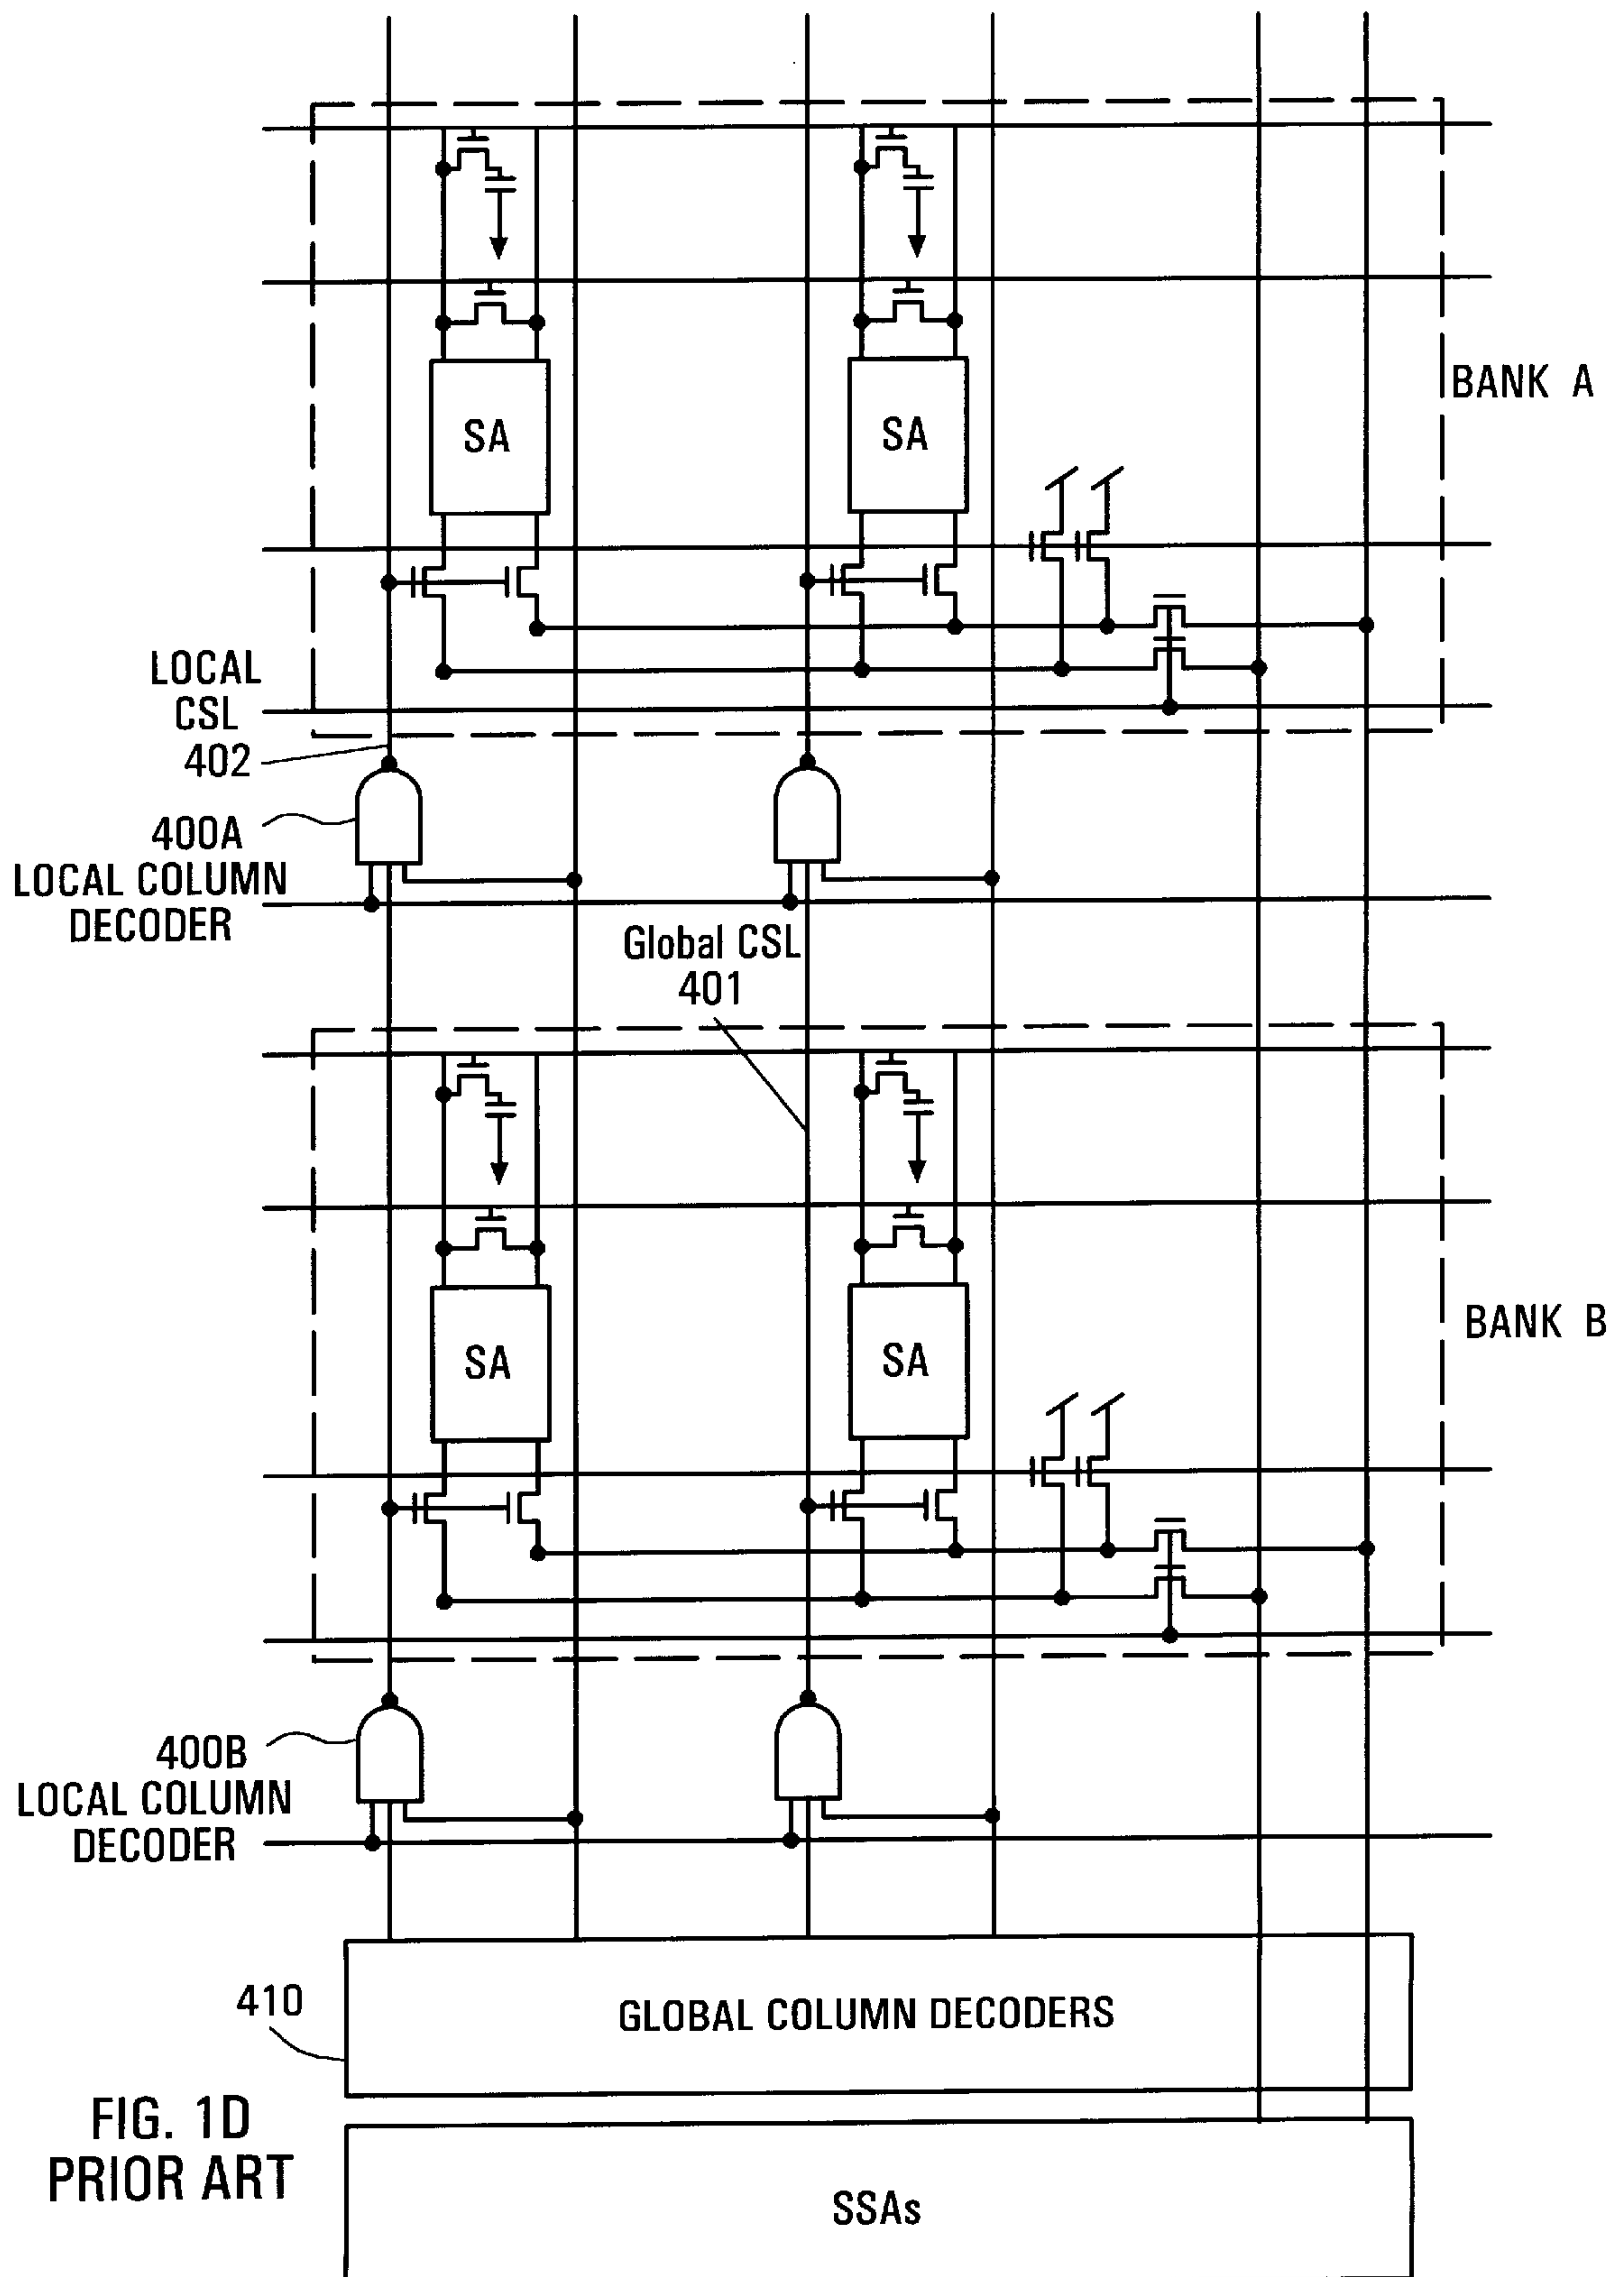 BANK A
SA
SA
LOCAL
CSL
402
400A
LOCAL COLUMN
DECODER
Global CSL
401
BANK B
SA
SA
400B
LOCAL COLUMN
DECODER
410
GLOBAL COLUMN DECODERS
FIG. 1D
PRIOR ART
SSAs